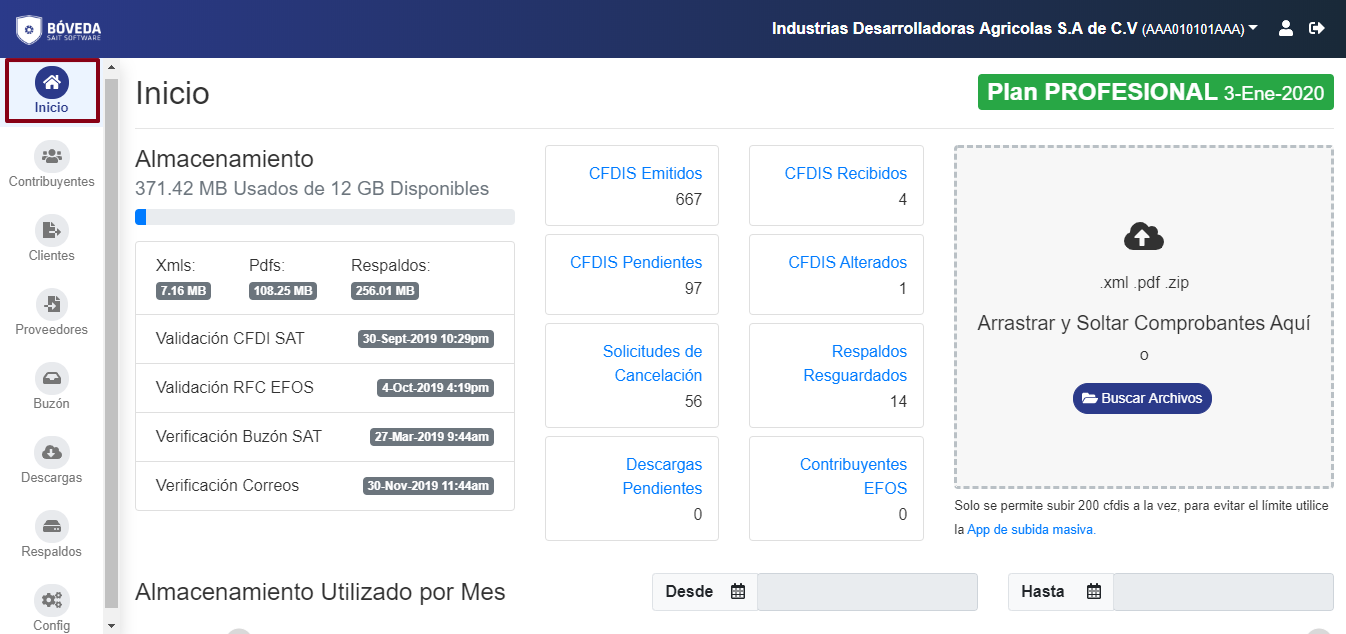 BÓVEDA
SAIT SOFTWARE
Industrias Desarrolladoras Agricolas S.A de C.V (AAA010101AAA)
Inicio
Contribuyentes
Clientes
Proveedores
Buzón
Descargas
Respaldos
Config
Inicio
Plan PROFESIONAL 3-Ene-2020
Almacenamiento
371.42 MB Usados de 12 GB Disponibles
Xmls: Pdfs: Respaldos:
7.16 MB 108.25 MB 256.01 MB
Validación CFDI SAT 30-Sept-2019 10:29pm
Validación RFC EFOS 4-Oct-2019 4:19pm
Verificación Buzón SAT 27-Mar-2019 9:44am
Verificación Correos 30-Nov-2019 11:44am
CFDIS Emitidos
667
CFDIS Recibidos
4
CFDIS Pendientes
97
CFDIS Alterados
1
Solicitudes de
Cancelación
56
Respaldos
Resguardados
14
Descargas
Pendientes
0
Contribuyentes
EFOS
0
.xml .pdf .zip
Arrastrar y Soltar Comprobantes Aquí
o
Buscar Archivos
Solo se permite subir 200 cfdis a la vez, para evitar el límite utilice
la App de subida masiva.
Almacenamiento Utilizado por Mes
Desde
Hasta